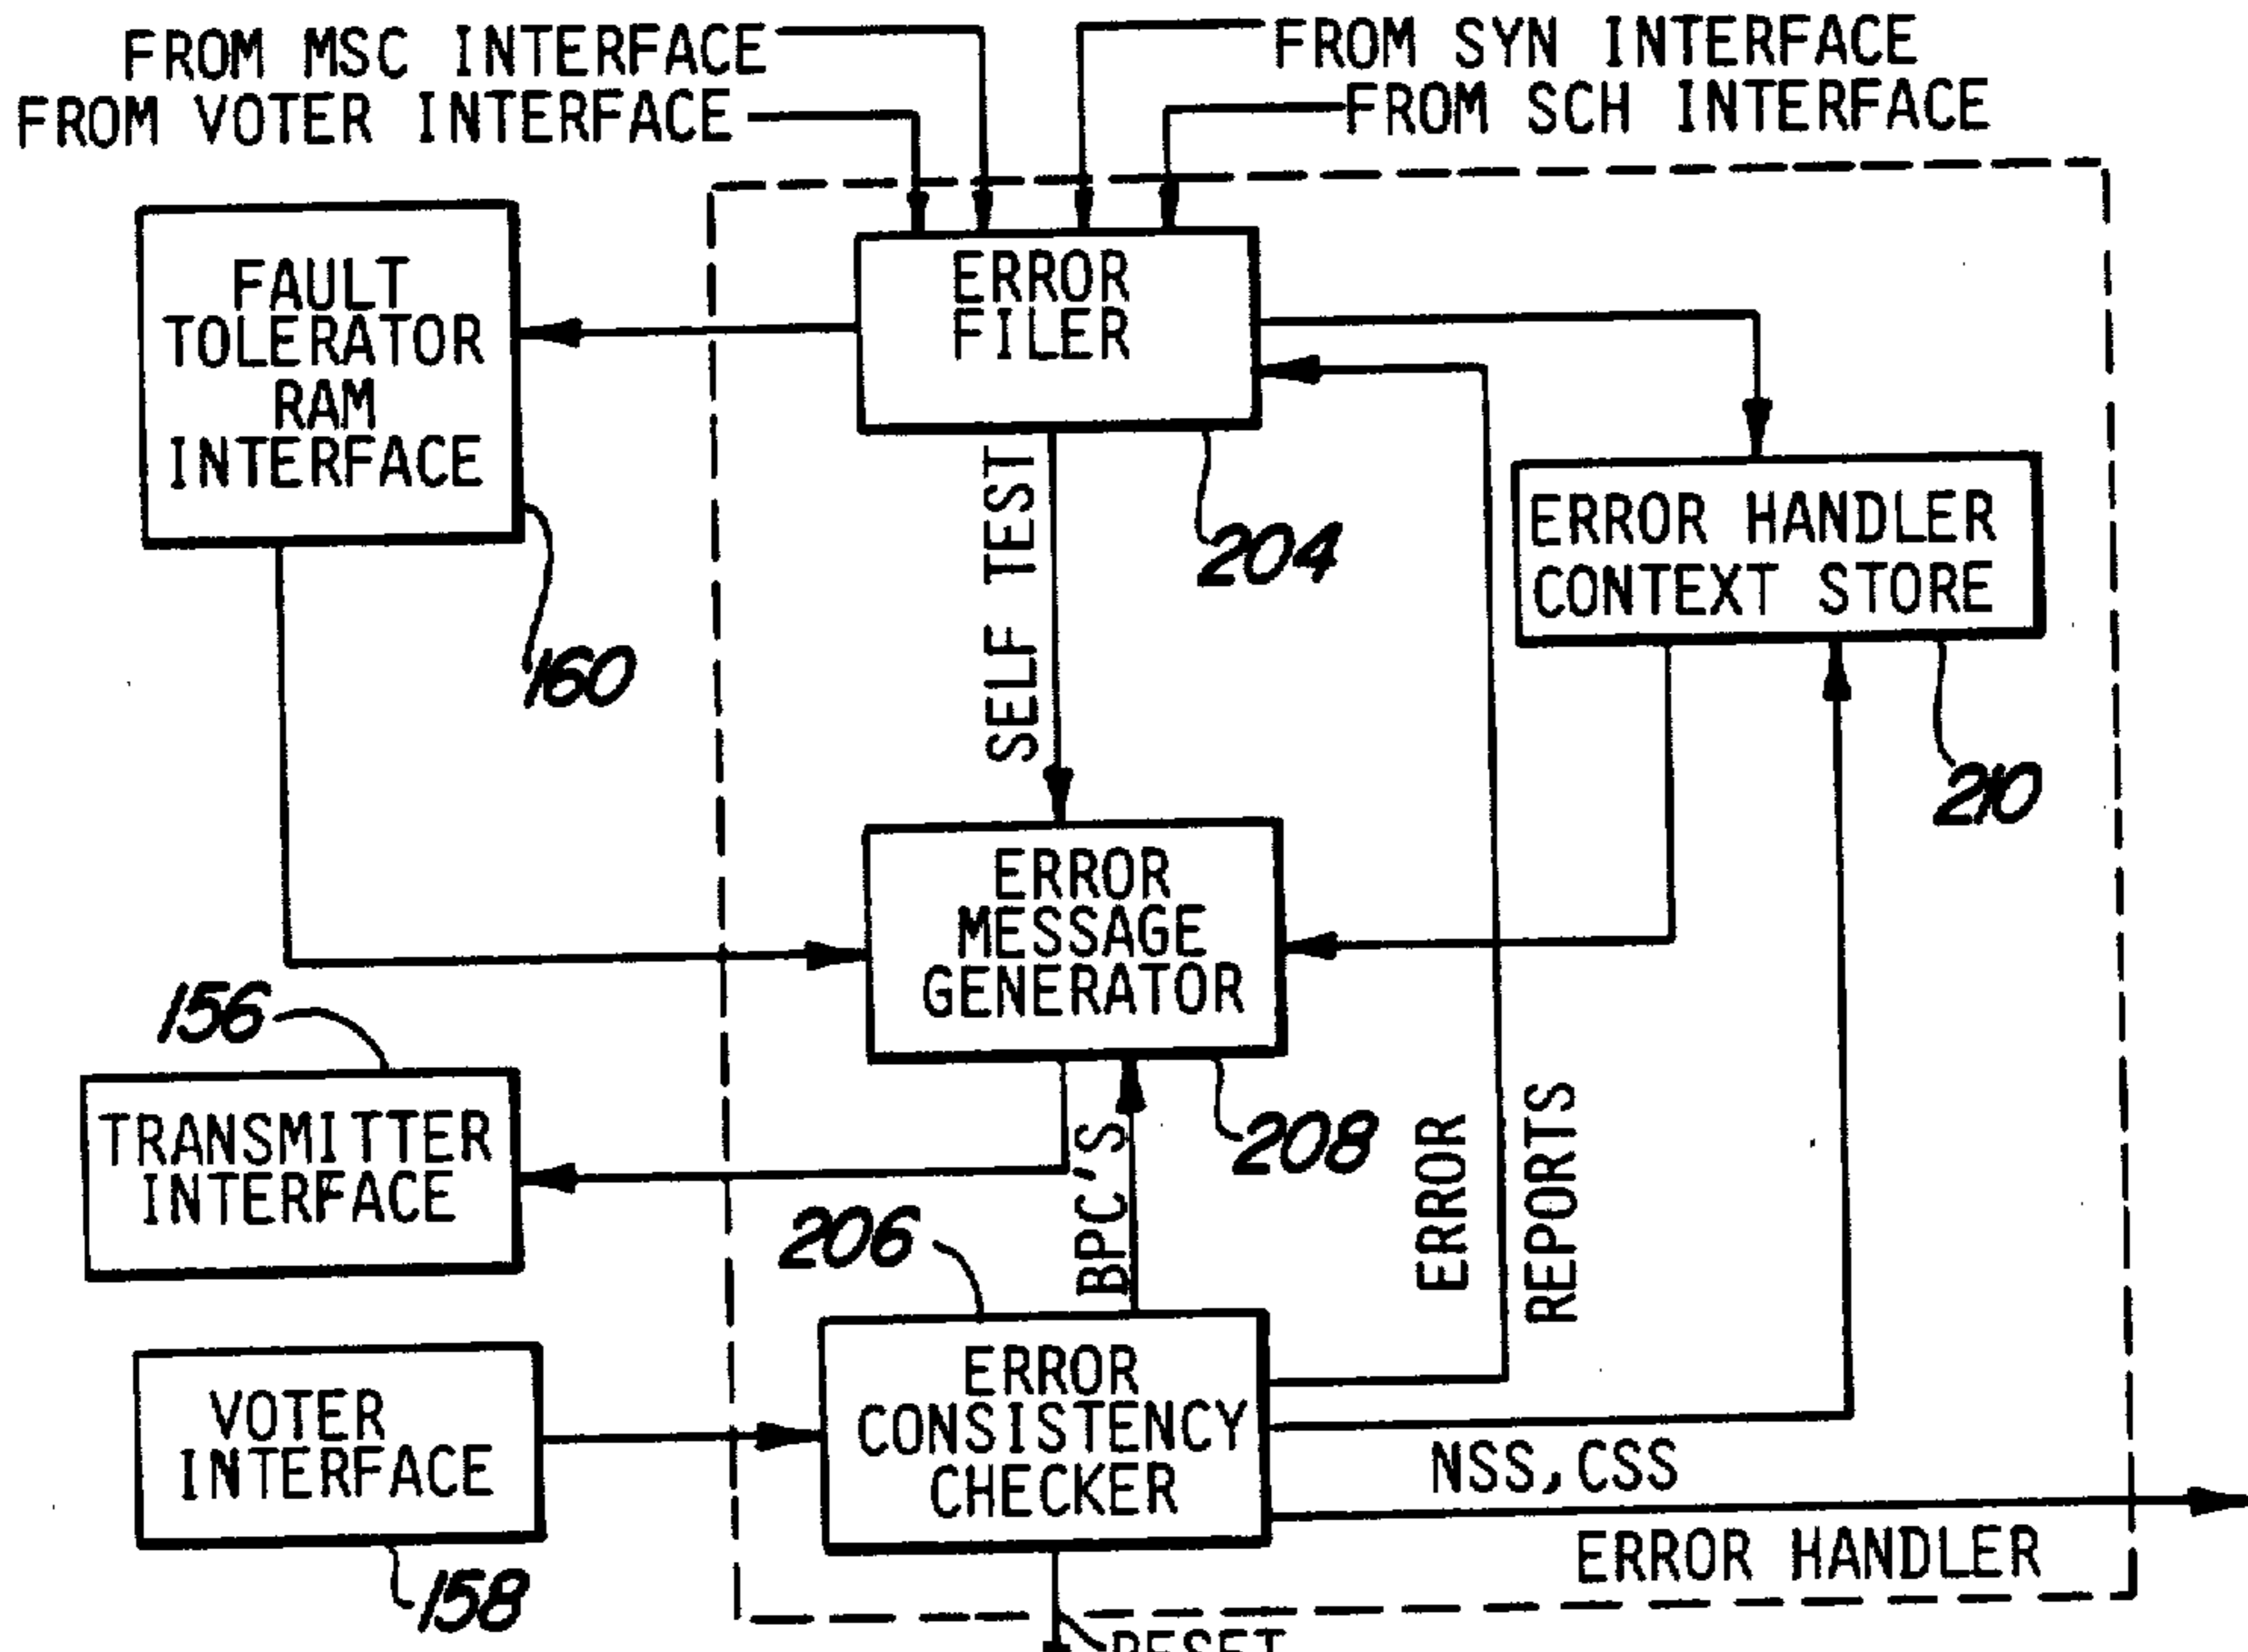 FROM MSC INTERFACE
FROM VOTER INTERFACE
FROM SYN INTERFACE
FROM SCH INTERFACE
FAULT
TOLERATOR
RAM
INTERFACE
160
ERROR
FILER
204
SELF TEST
ERROR HANDLER
CONTEXT STORE
210
ERROR
MESSAGE
GENERATOR
208
156
TRANSMITTER
INTERFACE
206
BPC'S
ERROR
REPORTS
VOTER
INTERFACE
158
ERROR
CONSISTENCY
CHECKER
NSS,CSS
ERROR HANDLER
RESET